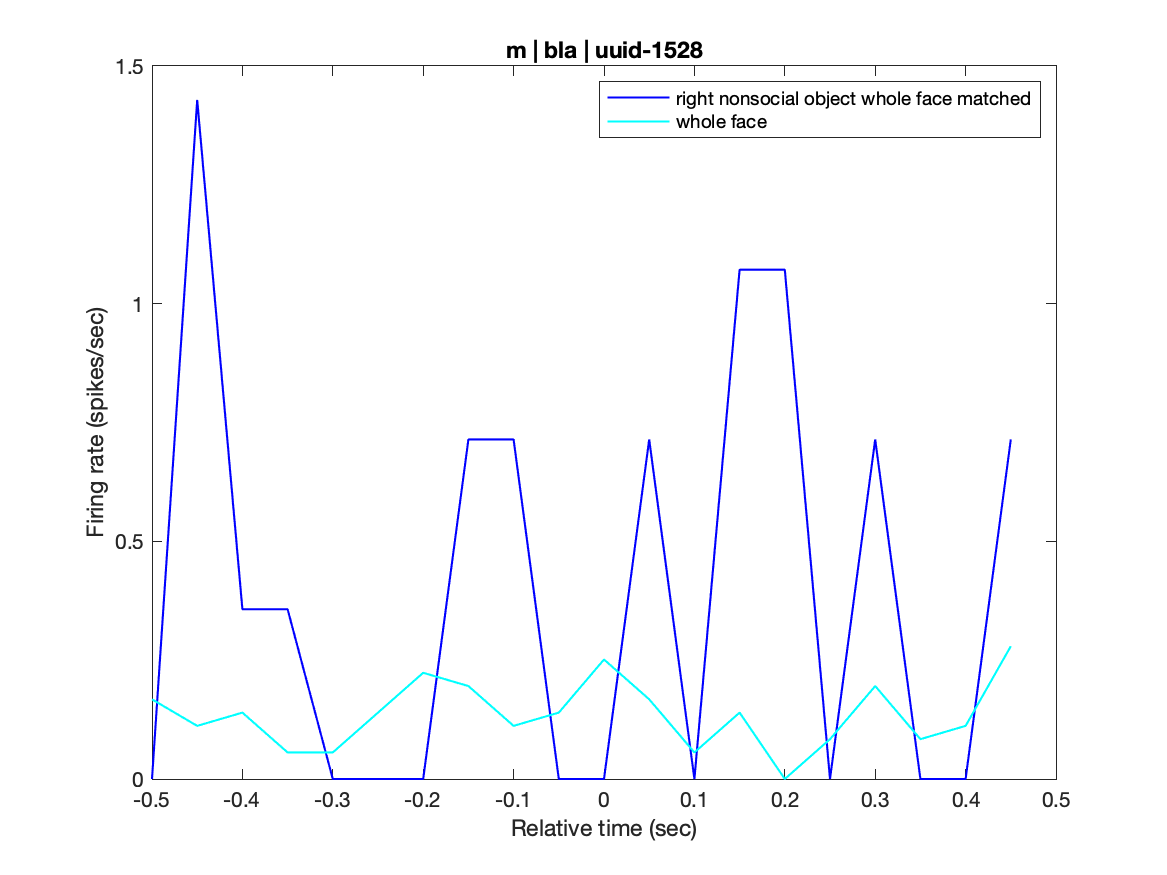 m | bla | uuid-1528
right nonsocial object whole face matched
whole face
Firing rate (spikes/sec)
1.5
1
0.5
0
-0.5 -0.4 -0.3 -0.2 -0.1 0 0.1 0.2 0.3 0.4 0.5
Relative time (sec)